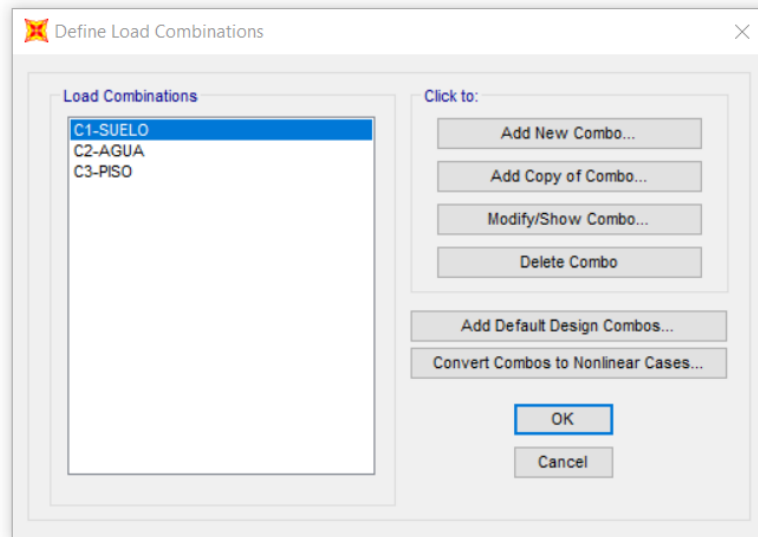 Define Load Combinations
Load Combinations
C1-SUELO
C2-AGUA
C3-PISO
Click to:
Add New Combo...
Add Copy of Combo...
Modify/Show Combo...
Delete Combo
Add Default Design Combos...
Convert Combos to Nonlinear Cases...
OK
Cancel